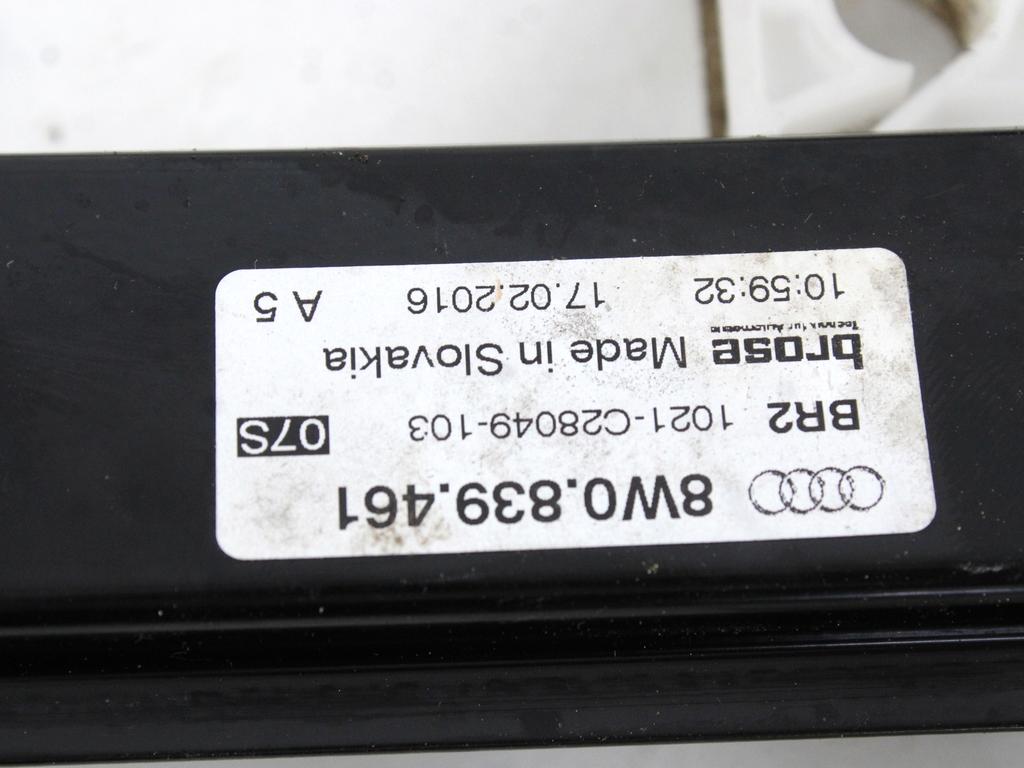 8W0.839.461
BR2 1021-C28049-103 07S
brose Made in Slovakia
10:59:32 17.02.2016 A 5